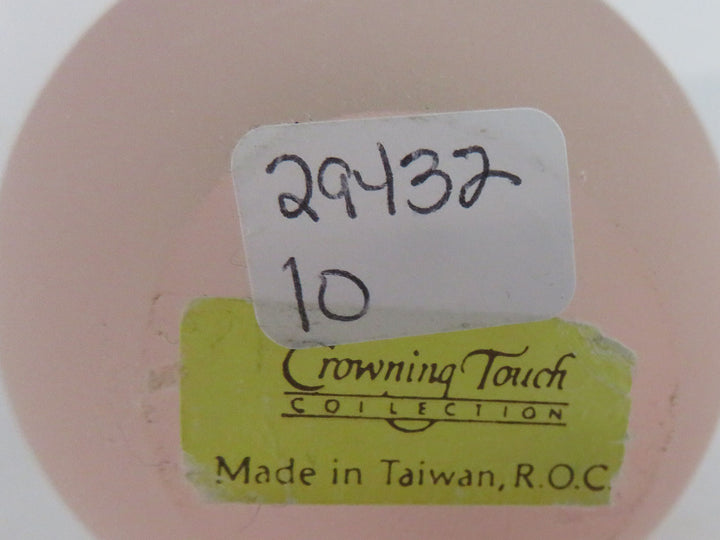 29432
10
Crowning Touch
COLLECTION
Made in Taiwan, R.O.C.